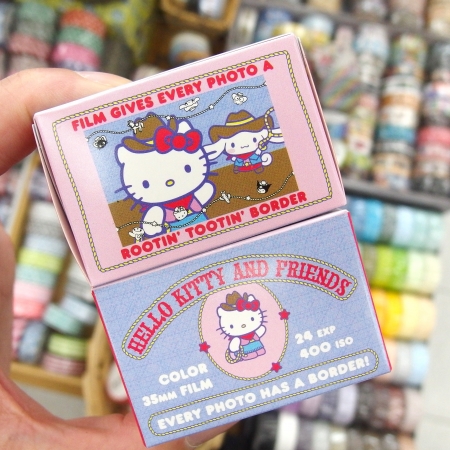 FILM GIVES EVERY PHOTO A
ROOTIN' TOOTIN' BORDER
HELLO KITTY AND FRIENDS
COLOR
35MM FILM
24 EXP
400 ISO
EVERY PHOTO HAS A BORDER!